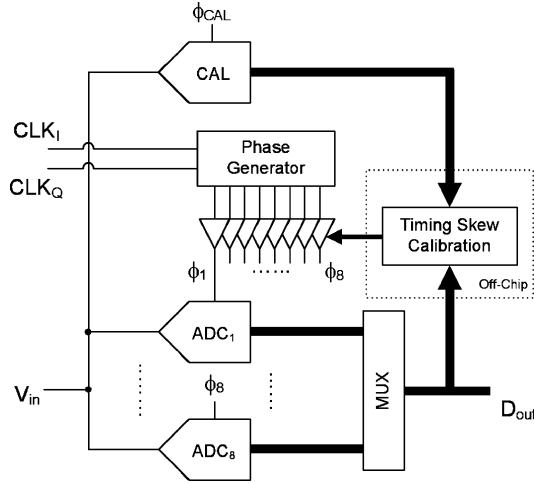 ϕCAL
CAL
CLKI
CLKQ
Phase
Generator
Timing Skew
Calibration
Off-Chip
ϕ1
......
ϕ8
ADC1
MUX
Vin
ϕ8
Dout
ADC8